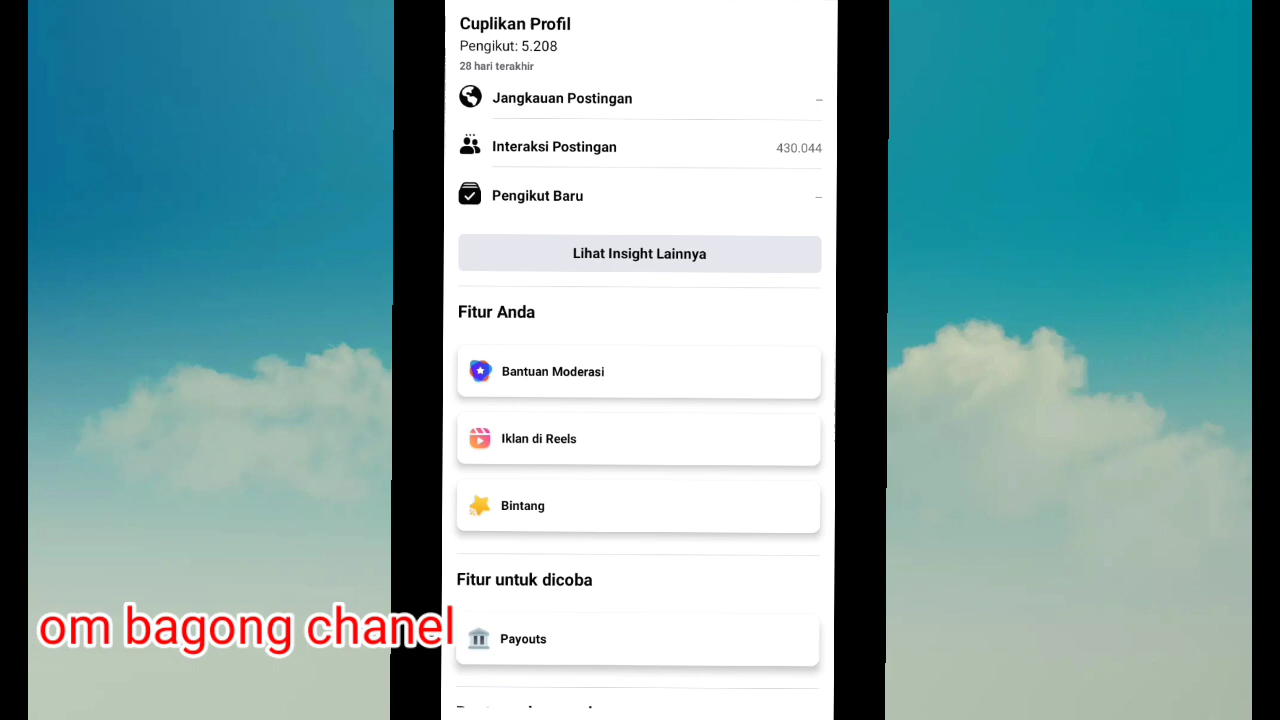 Cuplikan Profil
Pengikut: 5.208
28 hari terakhir
Jangkauan Postingan –
Interaksi Postingan 430.044
Pengikut Baru –
Lihat Insight Lainnya
Fitur Anda
Bantuan Moderasi
Iklan di Reels
Bintang
Fitur untuk dicoba
om bagong chanel
Payouts